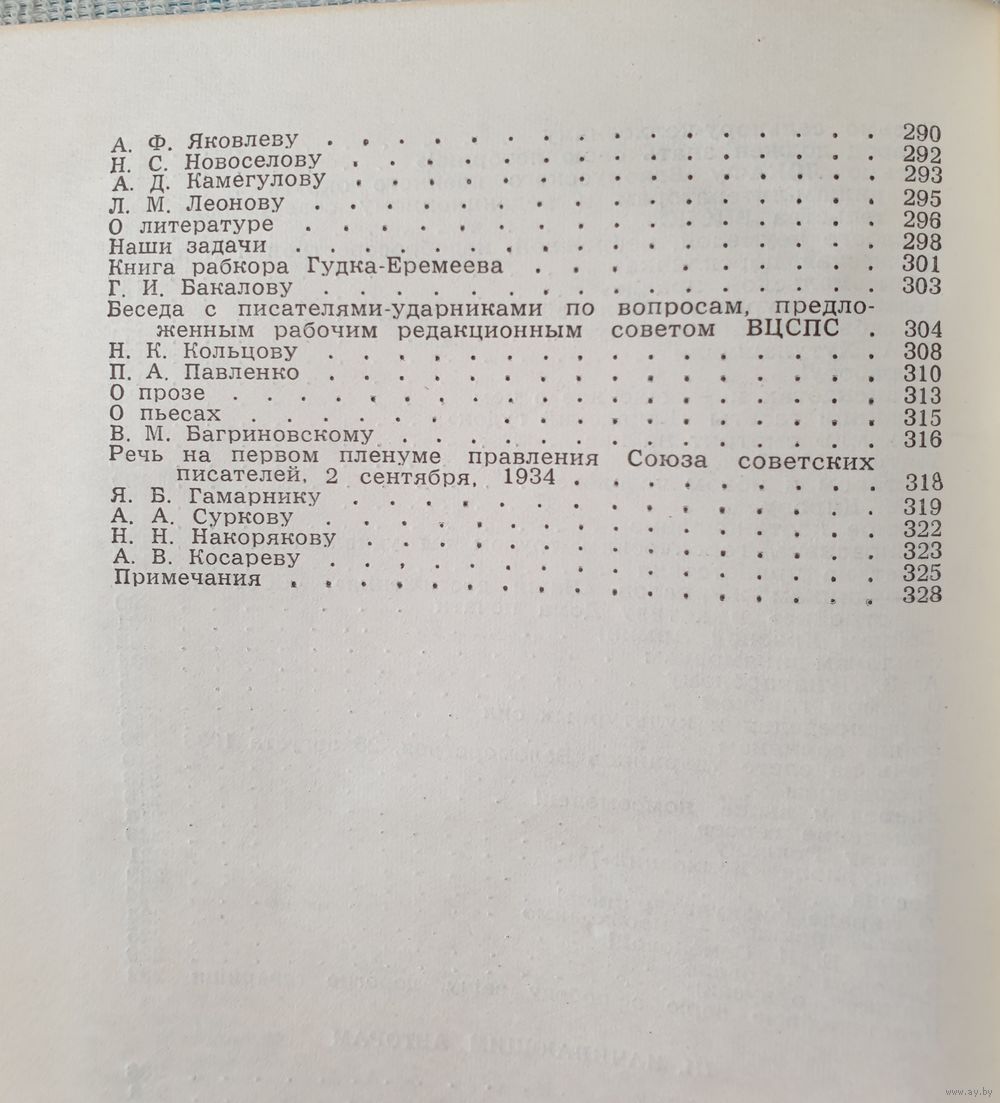 А. Ф. Яковлеву . . . . . . . . . . . . . . . 290
Н. С. Новоселову . . . . . . . . . . . . . . 292
А. Д. Камегулову . . . . . . . . . . . . . . 293
Л. М. Леонову . . . . . . . . . . . . . . . 295
О литературе . . . . . . . . . . . . . . . 296
Наши задачи . . . . . . . . . . . . . . . 298
Книга рабкора Гудка-Еремеева . . . . . . . . . 301
Г. И. Бакалову . . . . . . . . . . . . . . . 303
Беседа с писателями-ударниками по вопросам, предло-
женным рабочим редакционным советом ВЦСПС . 304
Н. К. Кольцову . . . . . . . . . . . . . . . 308
П. А. Павленко . . . . . . . . . . . . . . . 310
О прозе . . . . . . . . . . . . . . . . . 313
О пьесах . . . . . . . . . . . . . . . . . 315
В. М. Багриновскому . . . . . . . . . . . . . 316
Речь на первом пленуме правления Союза советских
писателей, 2 сентября, 1934 . . . . . . . . 318
Я. Б. Гамарнику . . . . . . . . . . . . . . 319
А. А. Суркову . . . . . . . . . . . . . . . 322
Н. Н. Накорякову . . . . . . . . . . . . . . 323
А. В. Косареву . . . . . . . . . . . . . . . 325
Примечания . . . . . . . . . . . . . . . . 328
www.ay.by